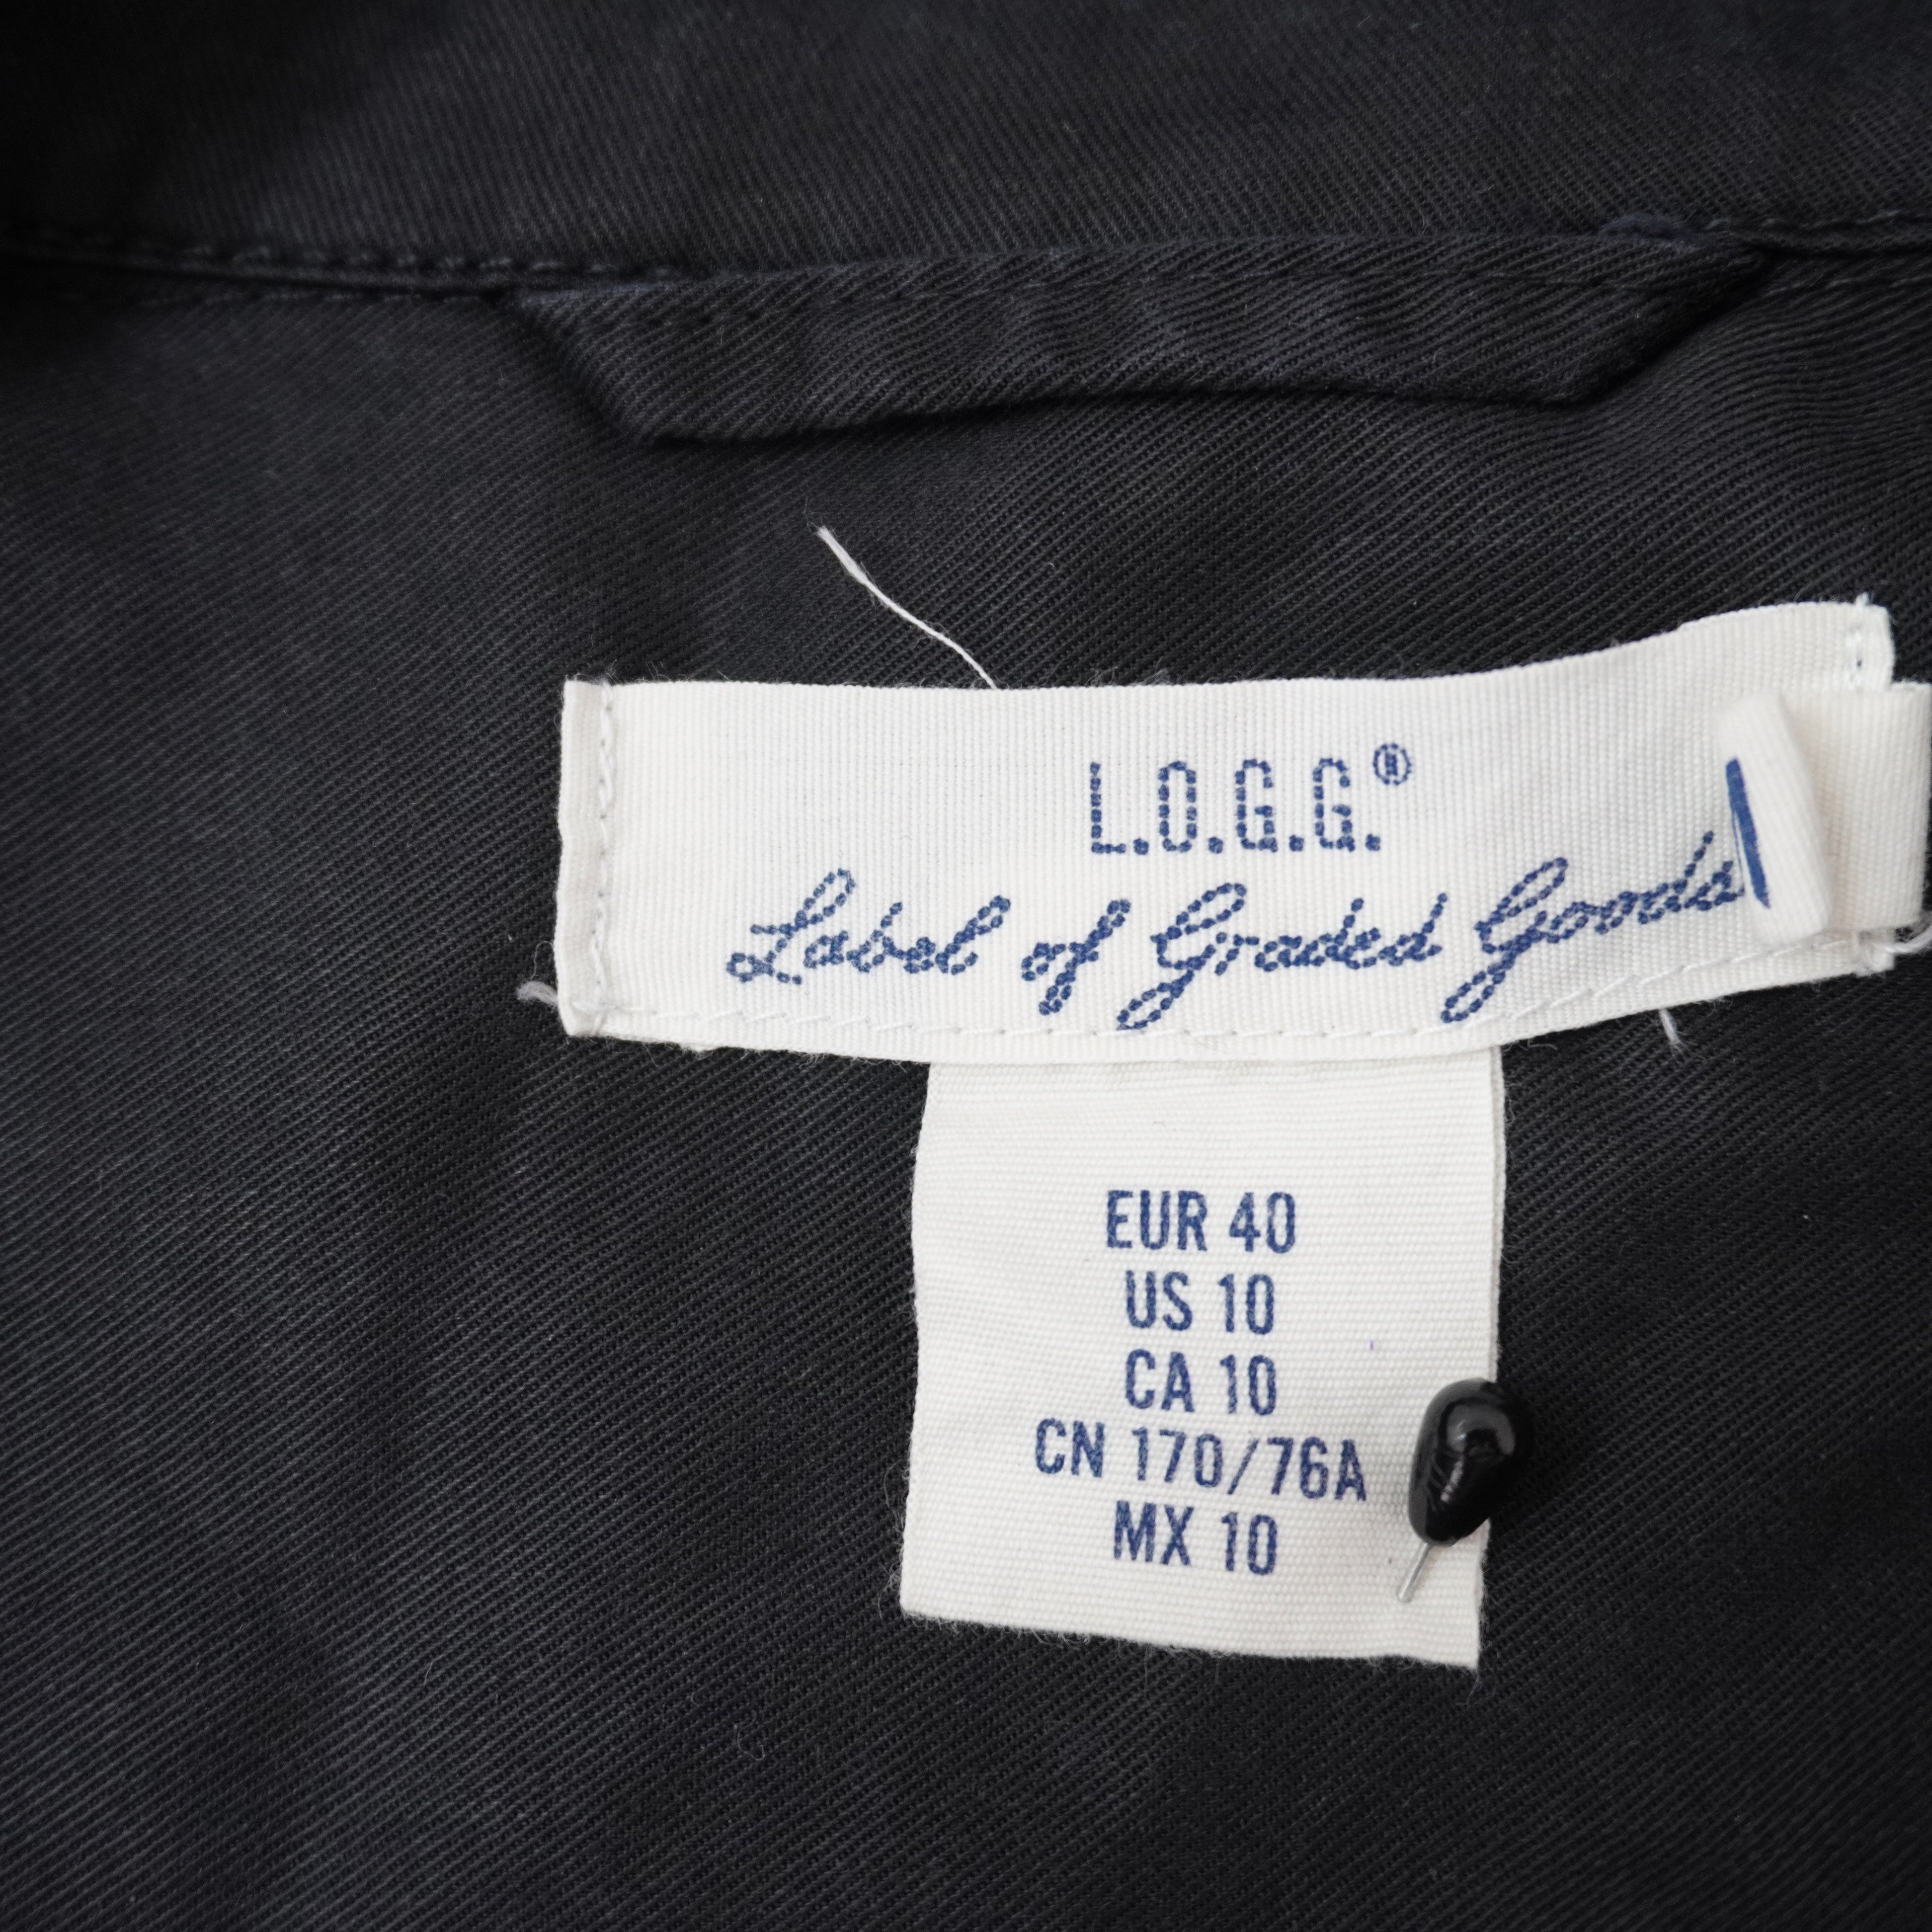 L.O.G.G.®
Label of Graded Goods
EUR 40
US 10
CA 10
CN 170/76A
MX 10